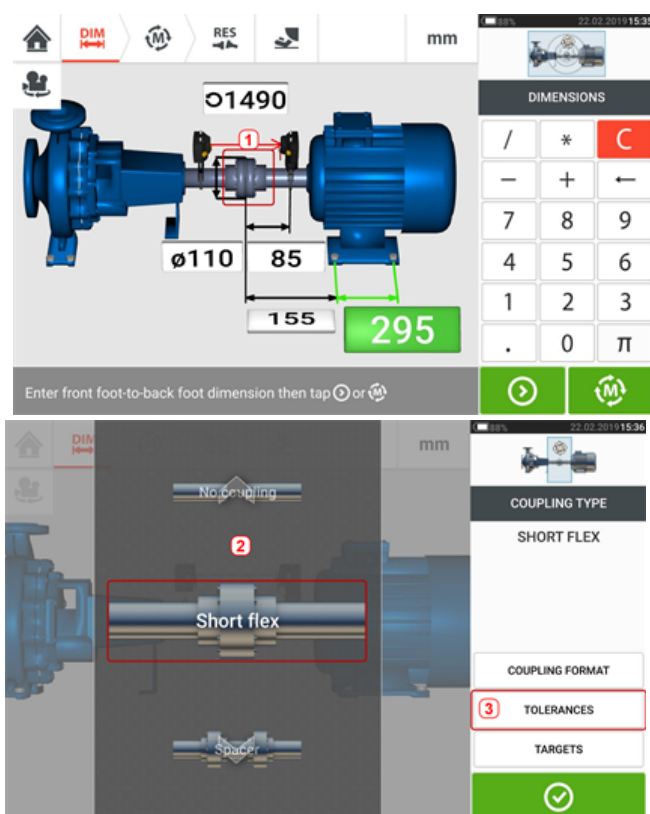 DIM
RES
mm
88%
22.02.2019 15:35
1490
1
ø110
85
155
295
DIMENSIONS
/ * C
− + ←
7 8 9
4 5 6
1 2 3
. 0 π
Enter front foot-to-back foot dimension then tap or M
M
DIM
mm
88%
22.02.2019 15:36
No coupling
2
Short flex
Spacer
COUPLING TYPE
SHORT FLEX
COUPLING FORMAT
3 TOLERANCES
TARGETS